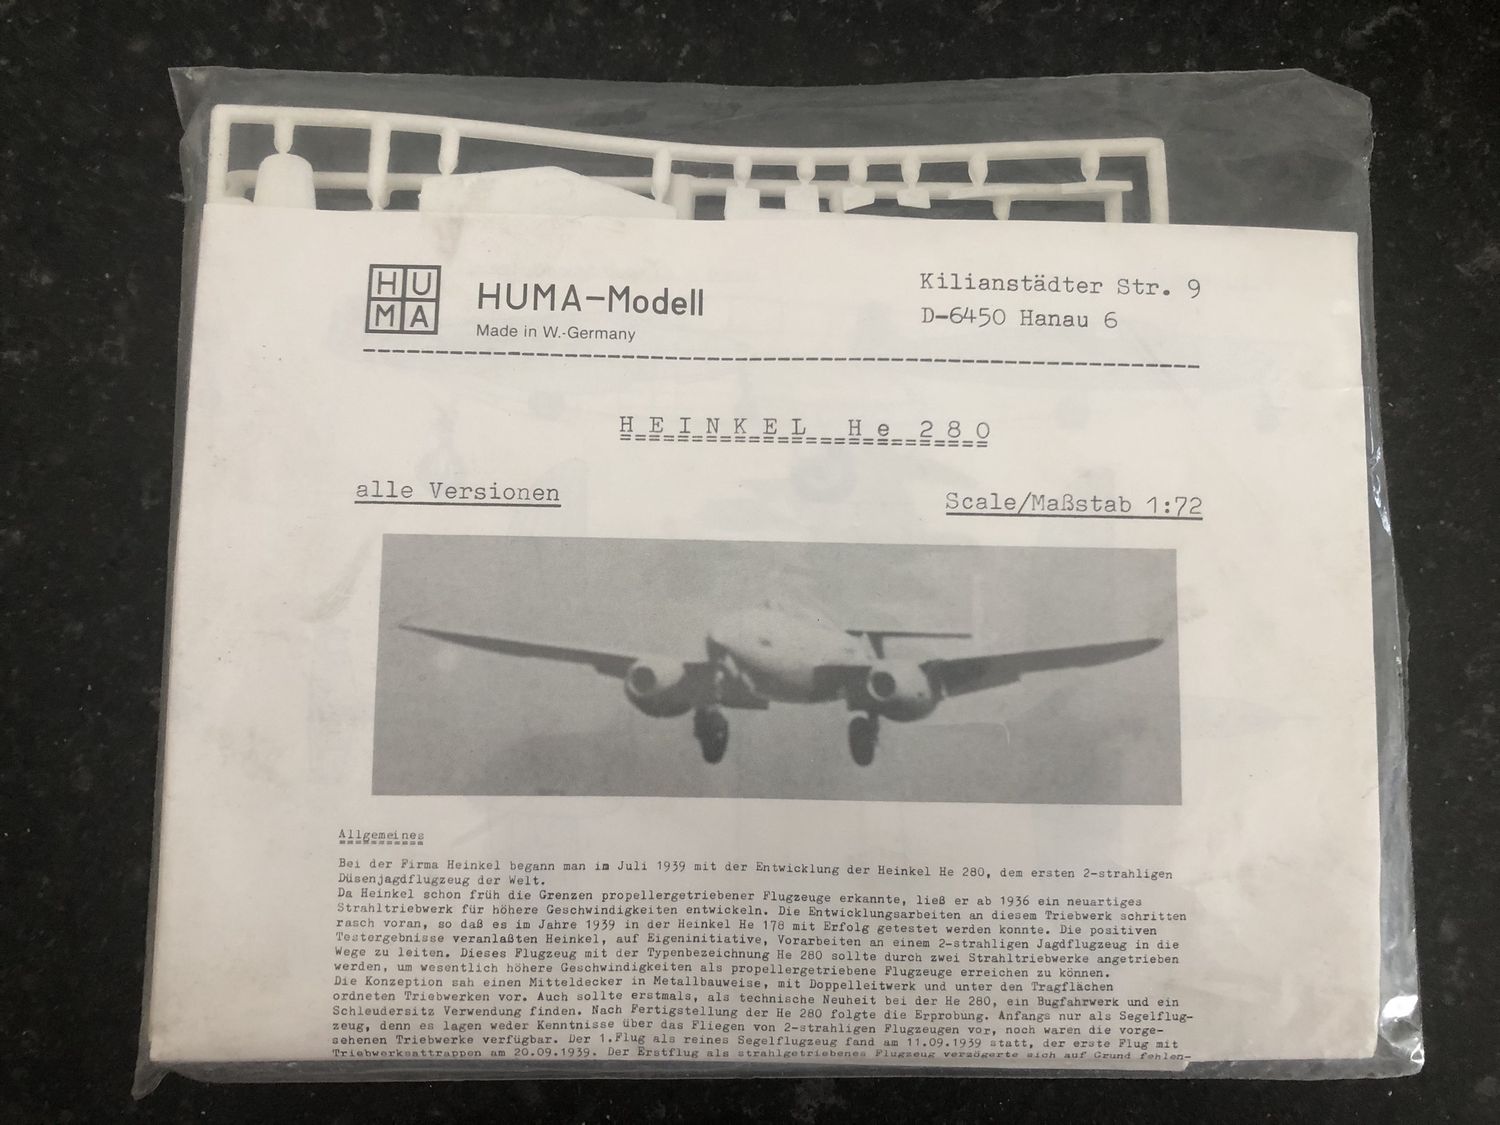 HU
MA
HUMA-Modell
Made in W.-Germany
Kilianstädter Str. 9
D-6450 Hanau 6
HEINKEL He 280
alle Versionen
Scale/Maßstab 1:72
Allgemeines
Bei der Firma Heinkel begann man im Juli 1939 mit der Entwicklung der Heinkel He 280, dem ersten 2-strahligen
Düsenjagdflugzeug der Welt.
Da Heinkel schon früh die Grenzen propellergetriebener Flugzeuge erkannte, ließ er ab 1936 ein neuartiges
Strahltriebwerk für höhere Geschwindigkeiten entwickeln. Die Entwicklungsarbeiten an diesem Triebwerk schritten
rasch voran, so daß es im Jahre 1939 in der Heinkel He 178 mit Erfolg getestet werden konnte. Die positiven
Testergebnisse veranlaßten Heinkel, auf Eigeninitiative, Vorarbeiten an einem 2-strahligen Jagdflugzeug in die
Wege zu leiten. Dieses Flugzeug mit der Typenbezeichnung He 280 sollte durch zwei Strahltriebwerke angetrieben
werden, um wesentlich höhere Geschwindigkeiten als propellergetriebene Flugzeuge erreichen zu können.
Die Konzeption sah einen Mitteldecker in Metallbauweise, mit Doppelleitwerk und unter den Tragflächen
ordneten Triebwerken vor. Auch sollte erstmals, als technische Neuheit bei der He 280, ein Bugfahrwerk und ein
Schleudersitz Verwendung finden. Nach Fertigstellung der He 280 folgte die Erprobung. Anfangs nur als Segelflug-
zeug, denn es lagen weder Kenntnisse über das Fliegen von 2-strahligen Flugzeugen vor, noch waren die vorge-
sehenen Triebwerke verfügbar. Der 1.Flug als reines Segelflugzeug fand am 11.09.1939 statt, der erste Flug mit
Triebwerksattrappen am 20.09.1939. Der Erstflug als strahlgetriebenes Flugzeug verzögerte sich auf Grund fehlen-